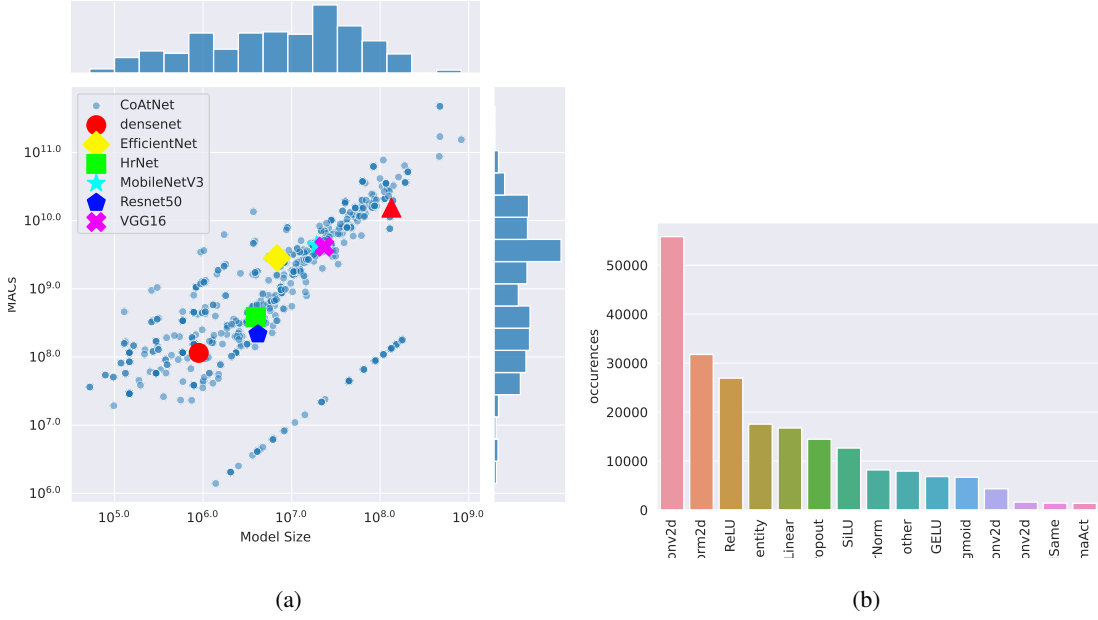 CoAtNet
densenet
EfficientNet
HrNet
MobileNetV3
Resnet50
VGG16
MACs
10^11.0
10^10.0
10^9.0
10^8.0
10^7.0
10^6.0
10^5.0 10^6.0 10^7.0 10^8.0 10^9.0
Model Size
(a)
occurences
50000
40000
30000
20000
10000
0
onv2d
orm2d
ReLU
entity
Linear
ropout
SiLU
rNorm
other
GELU
gmoid
onv2d
onv2d
Same
maAct
(b)